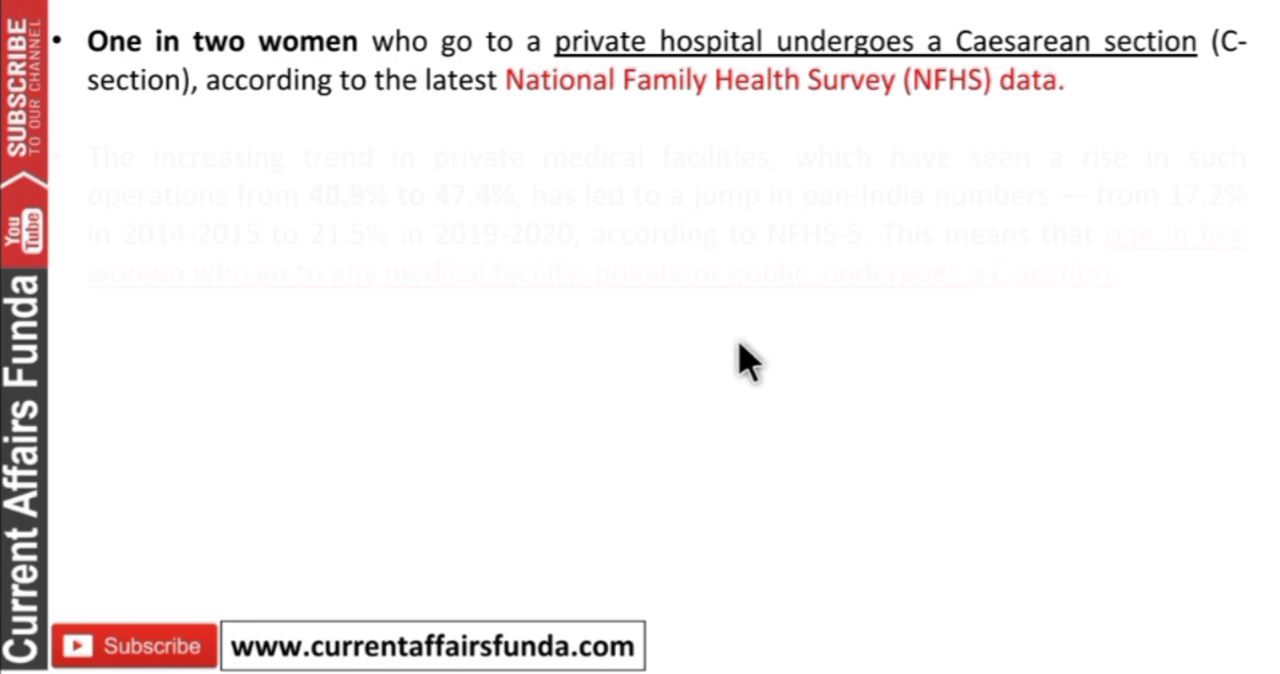 • One in two women who go to a private hospital undergoes a Caesarean section (C-
section), according to the latest National Family Health Survey (NFHS) data.
• The increasing trend in private medical facilities, which have seen a rise in such
operations from 40.9% to 47.4%, has led to a jump in pan-India numbers — from 17.2%
in 2014-2015 to 21.5% in 2019-2020, according to NFHS-5. This means that one in five
women who go to any medical facility, private or public, undergoes a C-section.
SUBSCRIBE
TO OUR CHANNEL
You
Tube
Current Affairs Funda
Subscribe
www.currentaffairsfunda.com